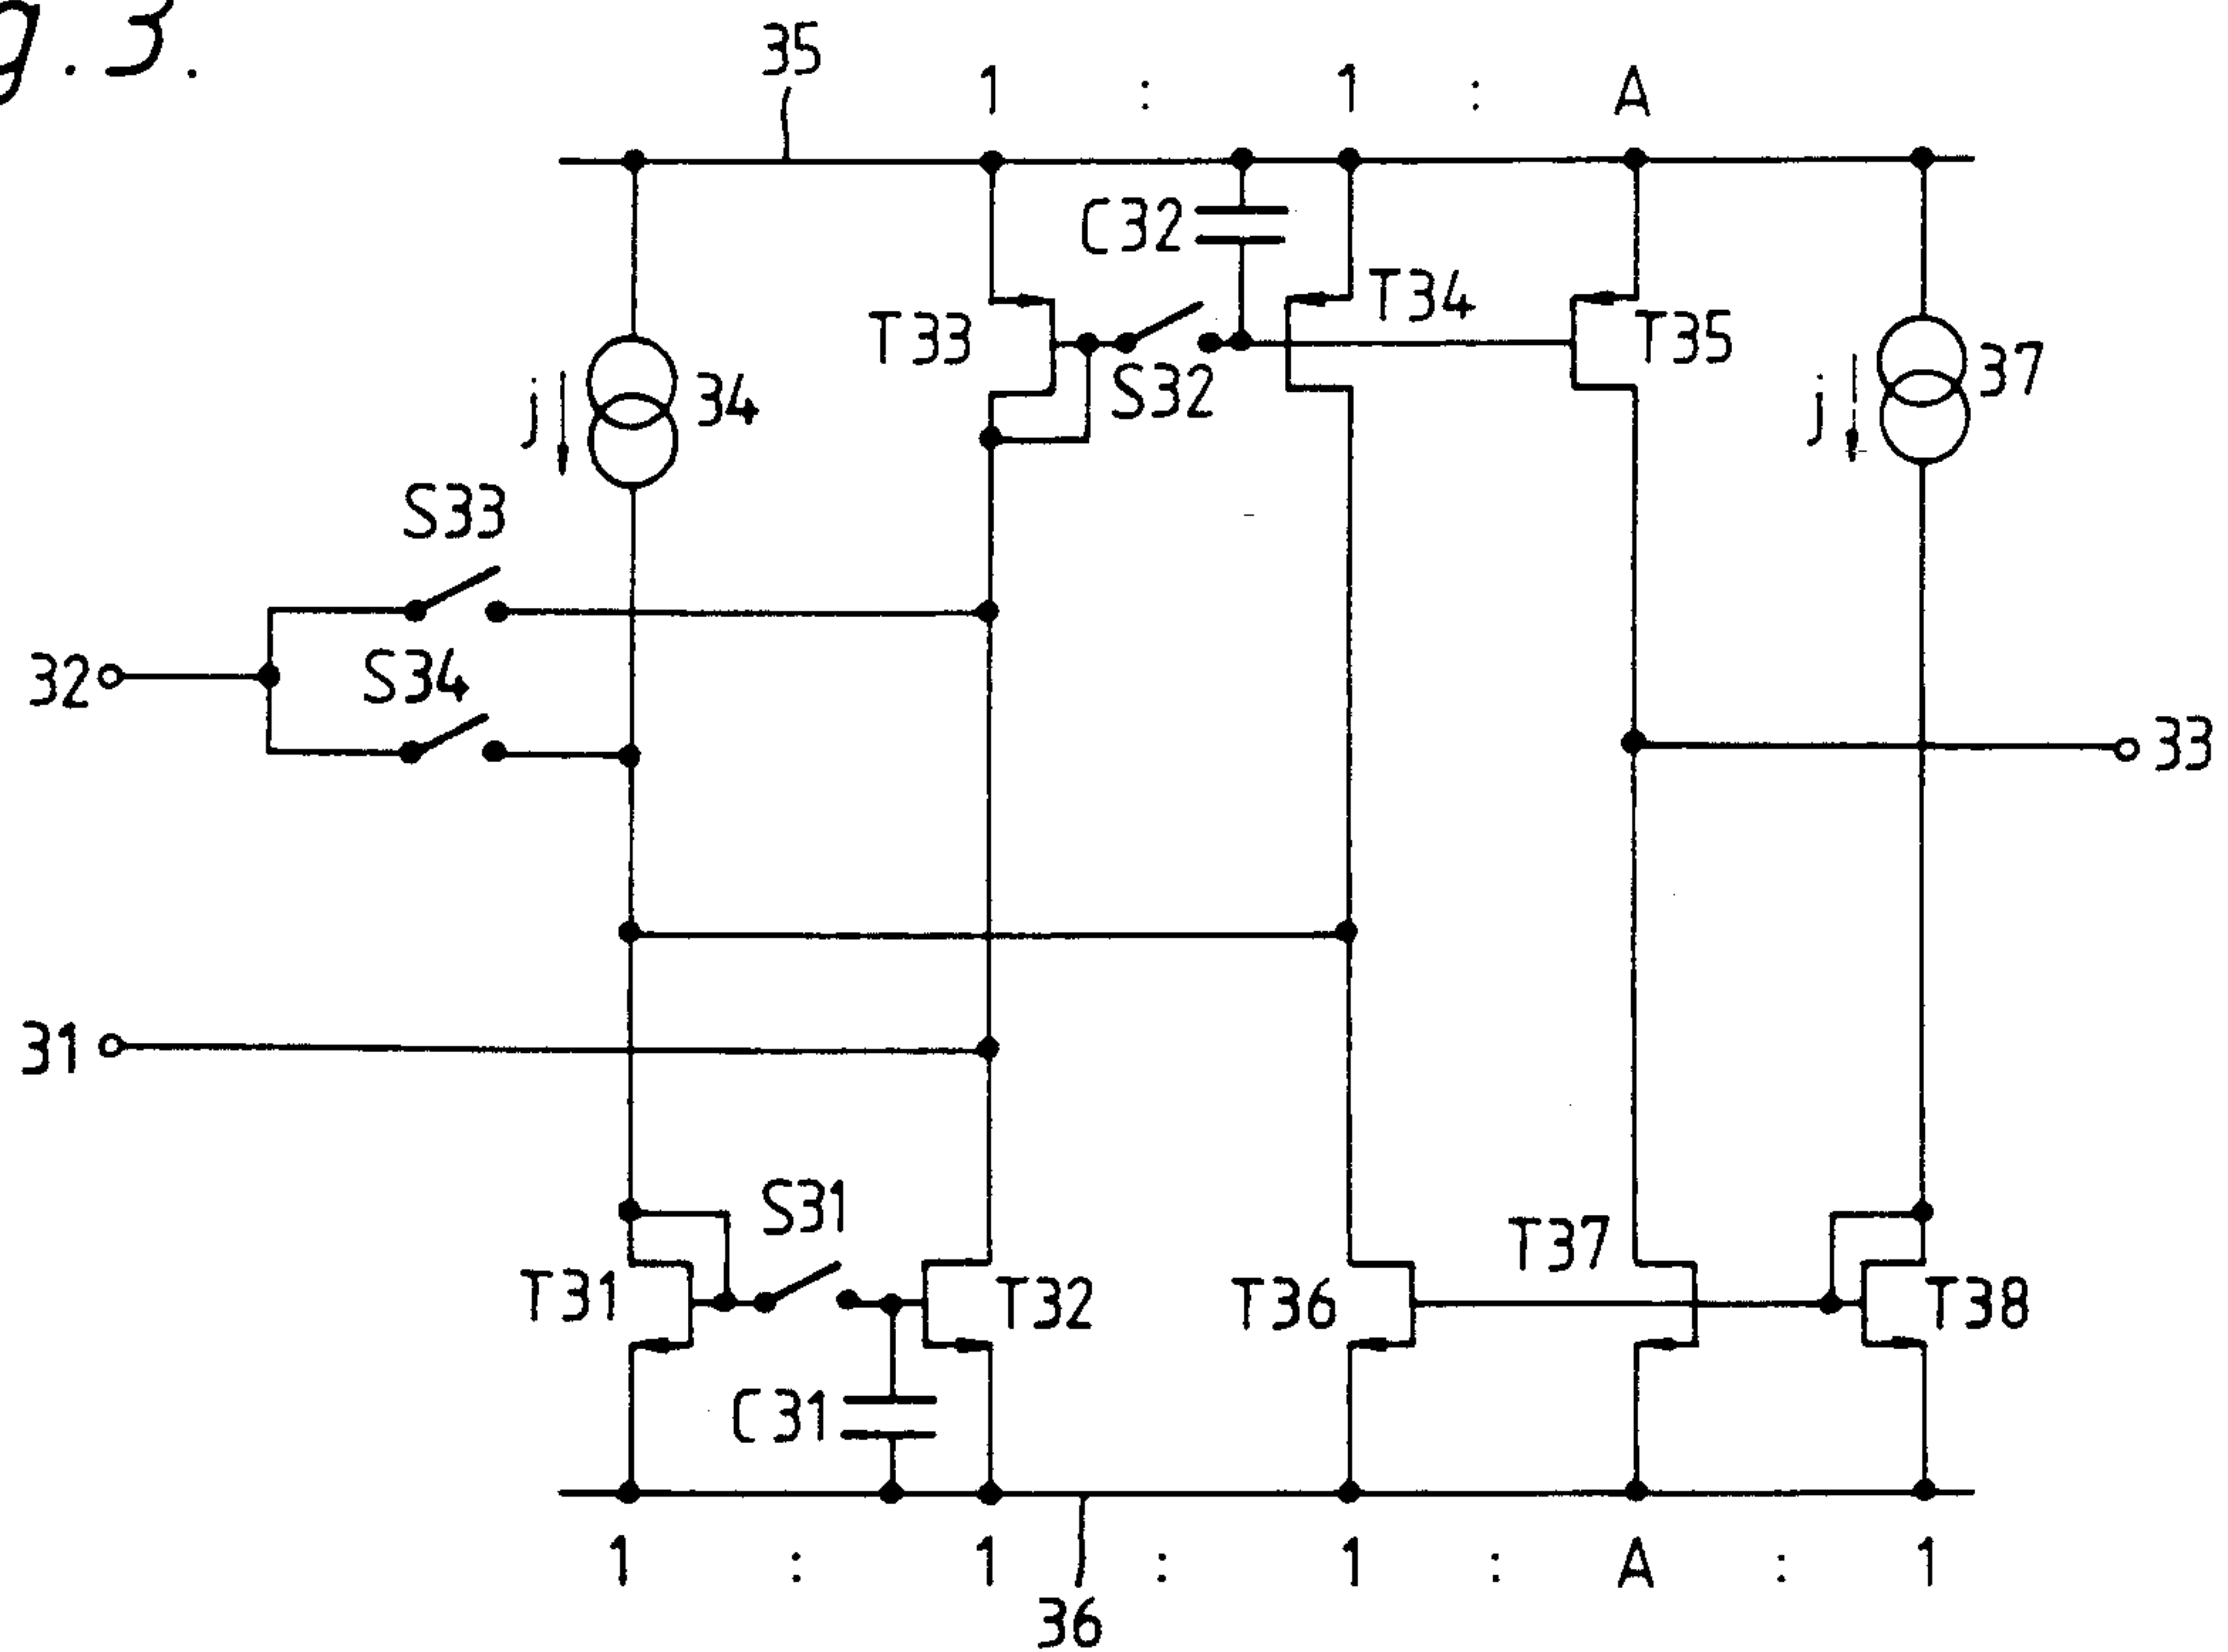 g.3.
35
1 : 1 : A
C32
T33
T34
T35
S32
j
34
j
37
S33
32
S34
33
31
S31
T31
T32
T36
T37
T38
C31
1 : 1 : 1 : A : 1
36